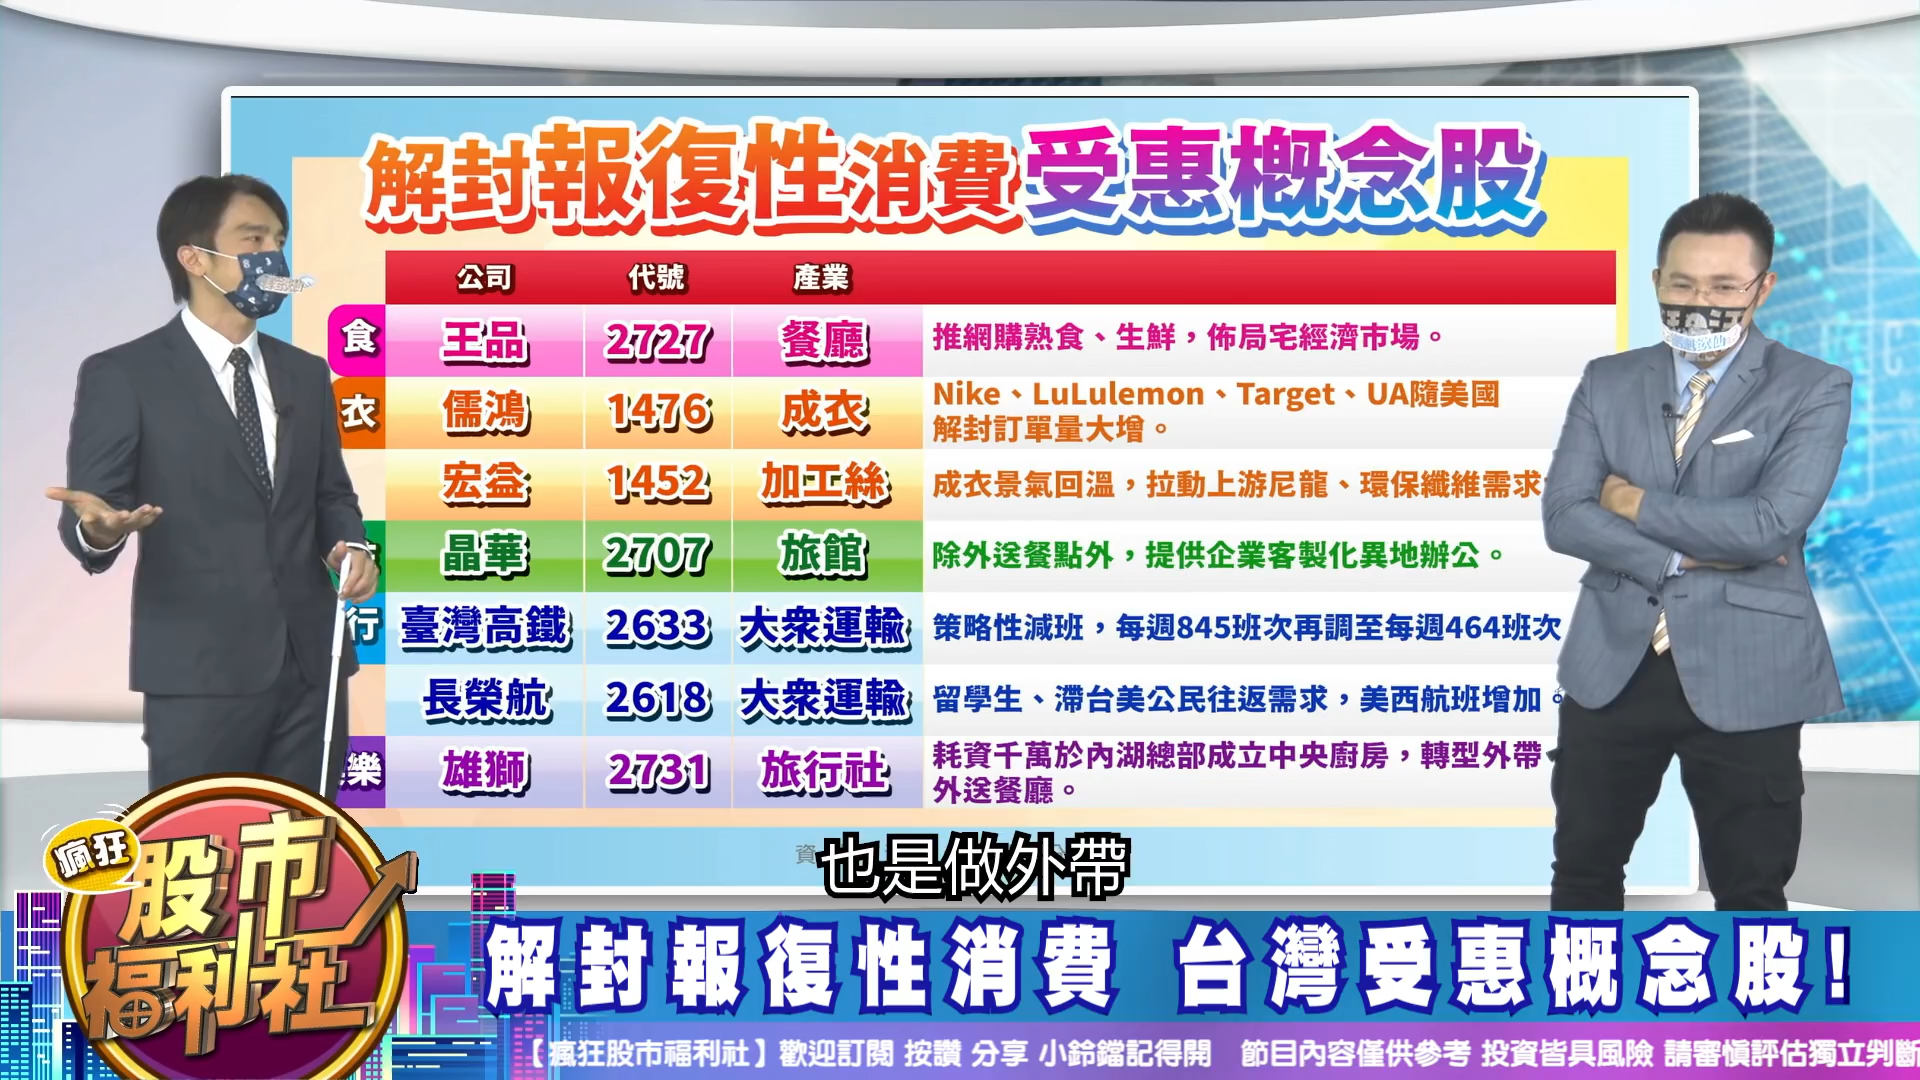 解封報復性消費受惠概念股
公司 代號 產業
食 王品 2727 餐廳 推網購熟食、生鮮，佈局宅經濟市場。
衣 儒鴻 1476 成衣 Nike、LuLulemon、Target、UA隨美國
解封訂單量大增。
宏益 1452 加工絲 成衣景氣回溫，拉動上游尼龍、環保纖維需求
晶華 2707 旅館 除外送餐點外，提供企業客製化異地辦公。
行 臺灣高鐵 2633 大眾運輸 策略性減班，每週845班次再調至每週464班次
長榮航 2618 大眾運輸 留學生、滯台美公民往返需求，美西航班增加。
樂 雄獅 2731 旅行社 耗資千萬於內湖總部成立中央廚房，轉型外帶
外送餐廳。
資
也是做外帶
瘋狂
股市
福利社
解封報復性消費 台灣受惠概念股!
【瘋狂股市福利社】歡迎訂閱 按讚 分享 小鈴鐺記得開 節目內容僅供參考 投資皆具風險 請審慎評估獨立判斷